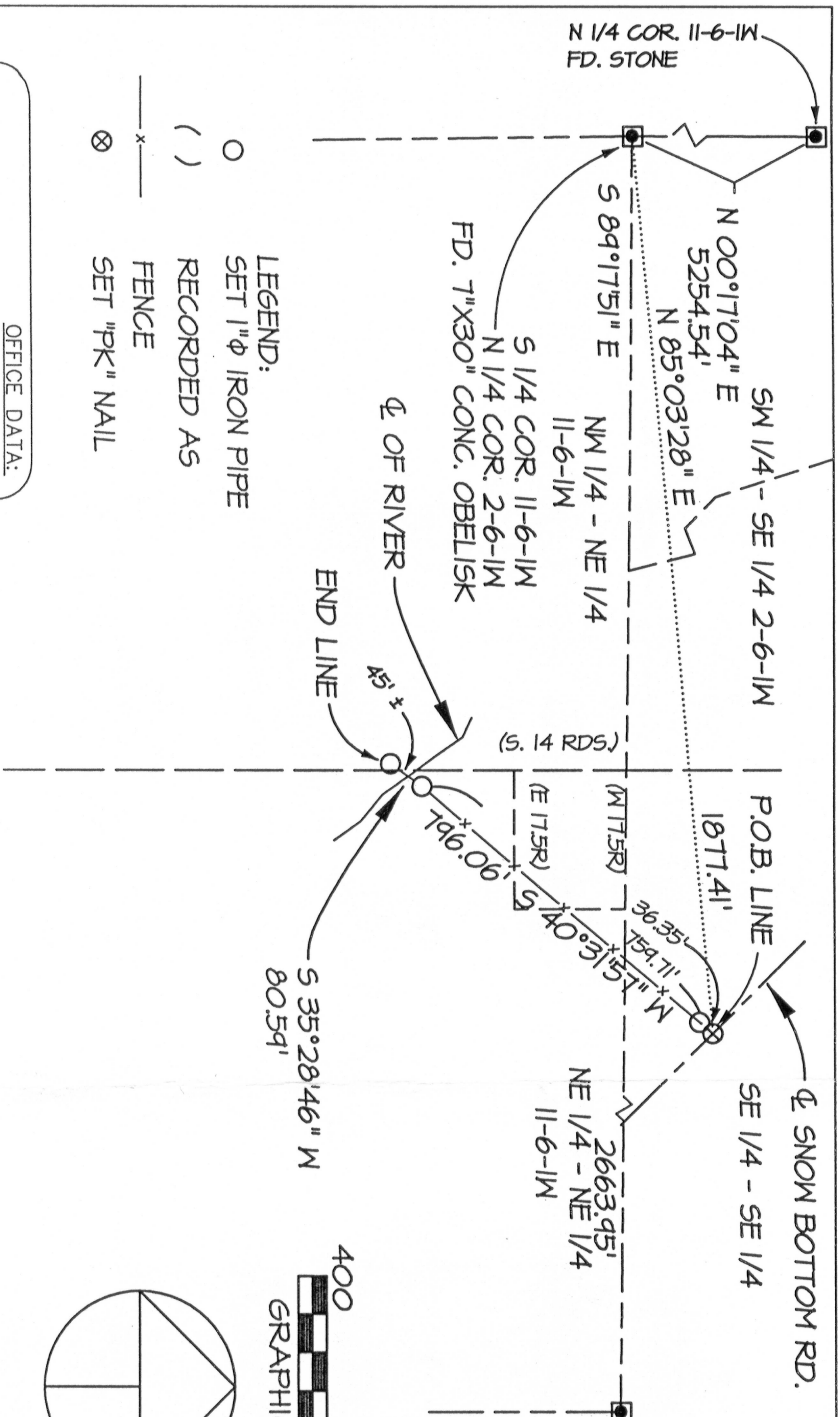 N 1/4 COR. 11-6-1W
FD. STONE
N 00°17'04" E
5254.54'
SW 1/4 - SE 1/4 2-6-1W
N 85°03'28" E
S 89°17'51" E
NW 1/4 - NE 1/4
11-6-1W
S 1/4 COR. 11-6-1W
N 1/4 COR. 2-6-1W
FD. 7"X30" CONC. OBELISK
℄ OF RIVER
END LINE
45' ±
(S. 14 RDS.)
(E 17.5R)
(W 17.5R)
P.O.B. LINE
1877.41'
36.35'
759.71'
796.06' S 40°31'57" W
S 35°28'46" W
80.59'
℄ SNOW BOTTOM RD.
SE 1/4 - SE 1/4
2663.95'
NE 1/4 - NE 1/4
11-6-1W
LEGEND:
SET 1"Φ IRON PIPE
( ) RECORDED AS
x FENCE
SET "PK" NAIL
OFFICE DATA:
400
GRAPHI